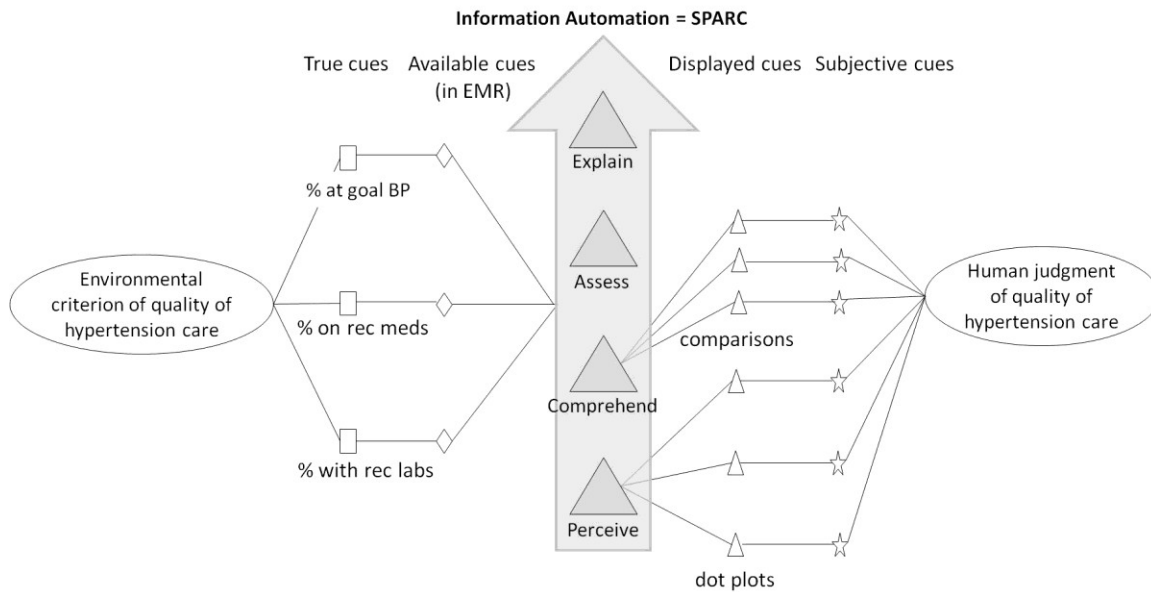 Information Automation = SPARC
True cues
Available cues
(in EMR)
Displayed cues
Subjective cues
Explain
% at goal BP
Assess
Environmental
criterion of quality of
hypertension care
% on rec meds
Human judgment
of quality of
hypertension care
comparisons
Comprehend
% with rec labs
Perceive
dot plots